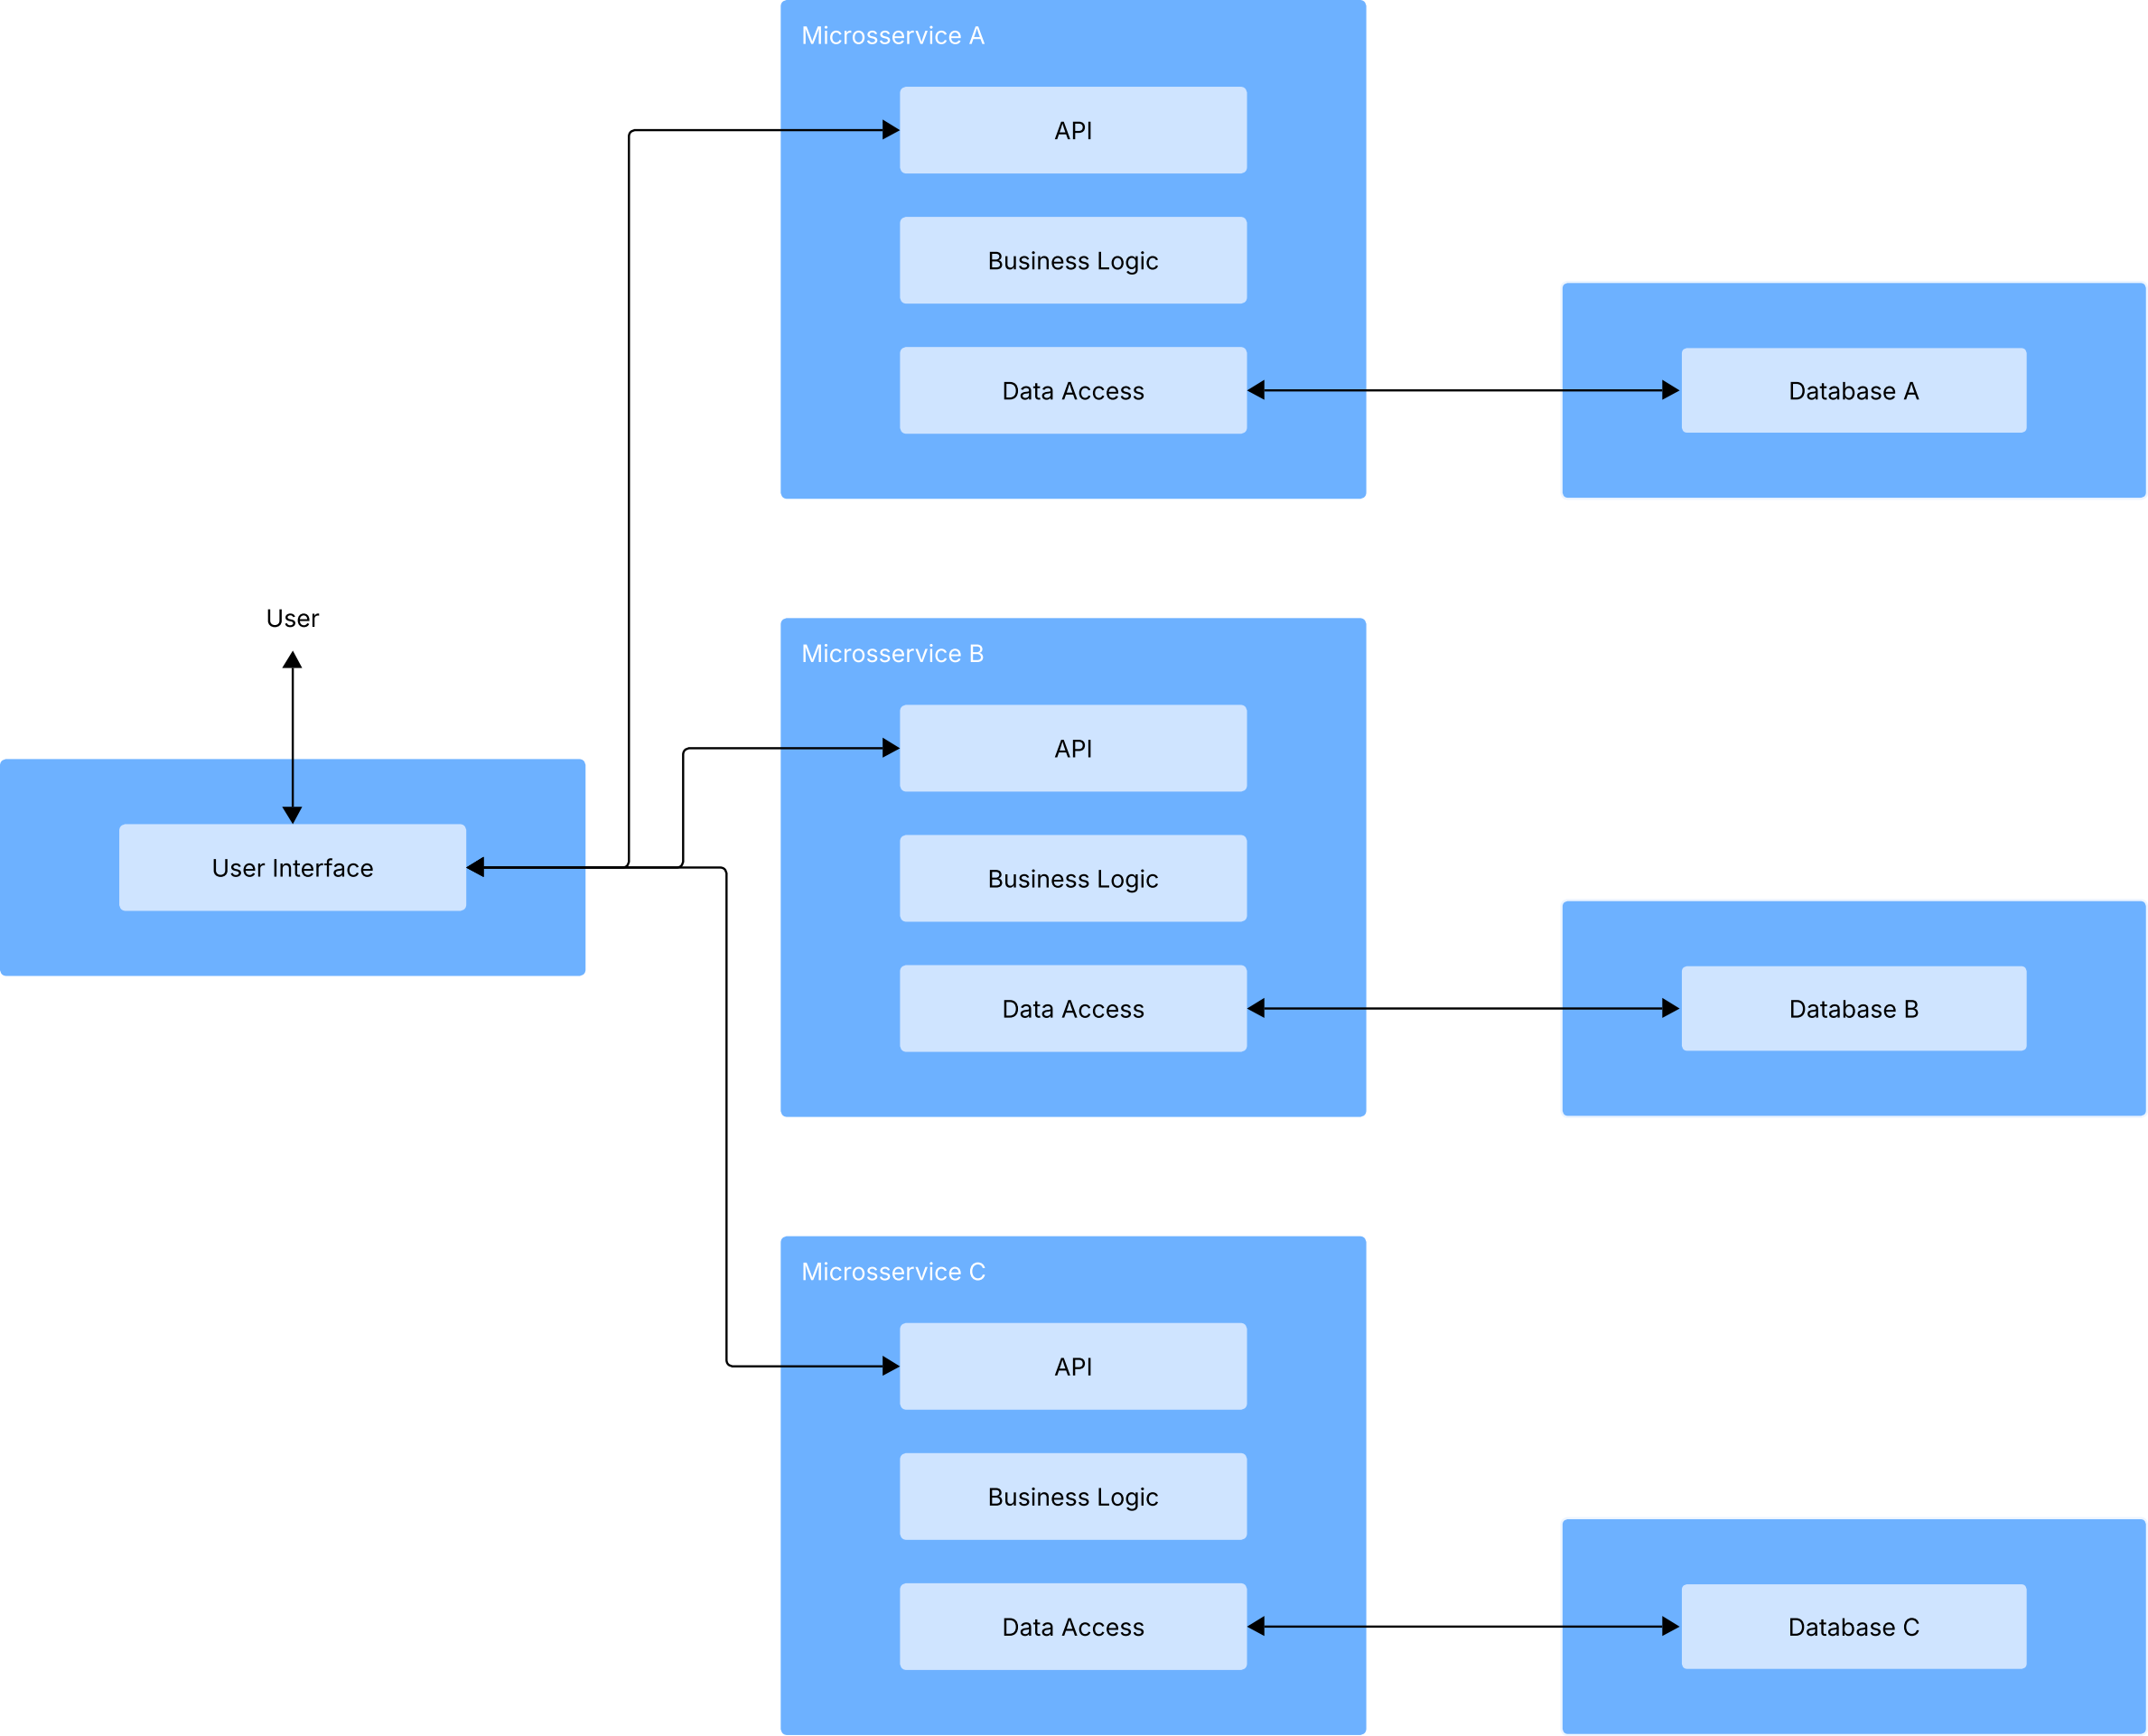 Microsservice A
API
Business Logic
Data Access
Database A
User
User Interface
Microsservice B
API
Business Logic
Data Access
Database B
Microsservice C
API
Business Logic
Data Access
Database C